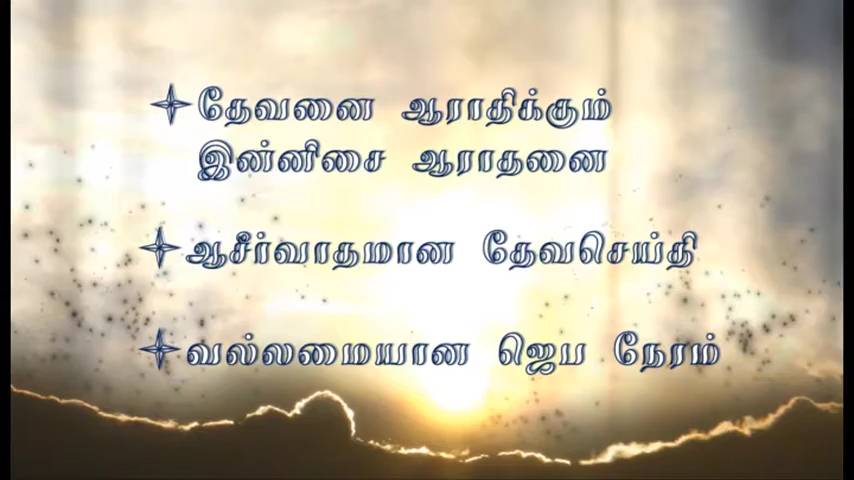 தேவனை ஆராதிக்கும்
இன்னிசை ஆராதனை
ஆசீர்வாதமான தேவசெய்தி
வல்லமையான ஜெப நேரம்